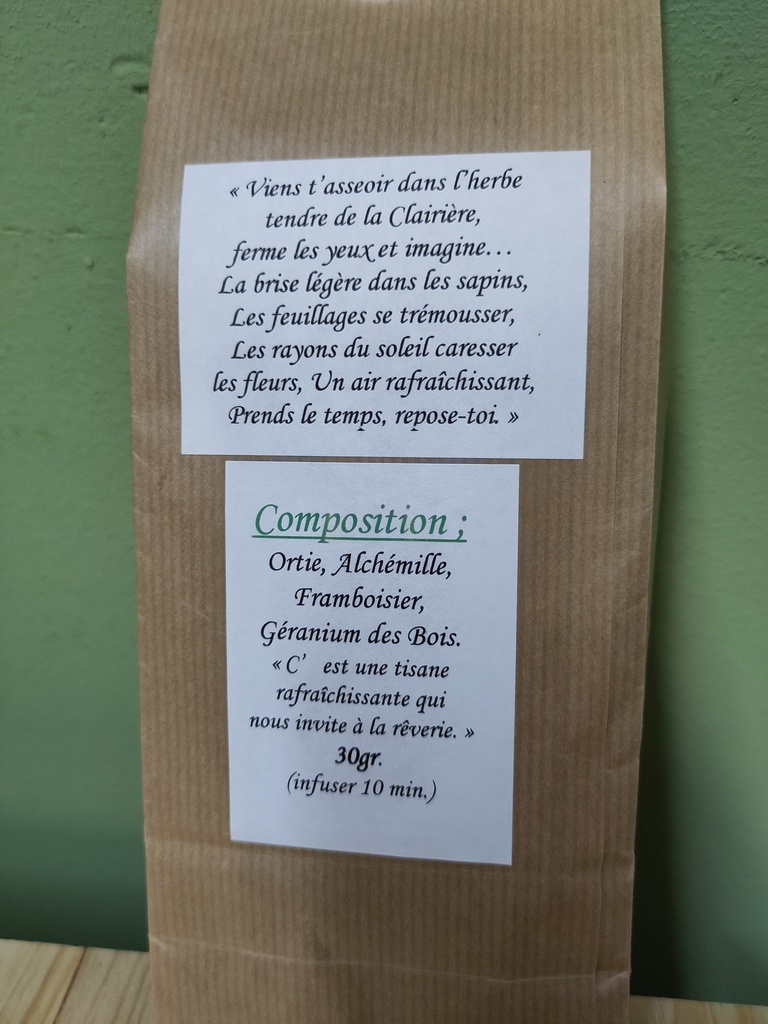 « Viens t'asseoir dans l'herbe
tendre de la Clairière,
ferme les yeux et imagine...
La brise légère dans les sapins,
Les feuillages se trémousser,
Les rayons du soleil caresser
les fleurs, Un air rafraîchissant,
Prends le temps, repose-toi. »
Composition ;
Ortie, Alchémille,
Framboisier,
Géranium des Bois.
« C' est une tisane
rafraîchissante qui
nous invite à la rêverie. »
30gr.
(infuser 10 min.)